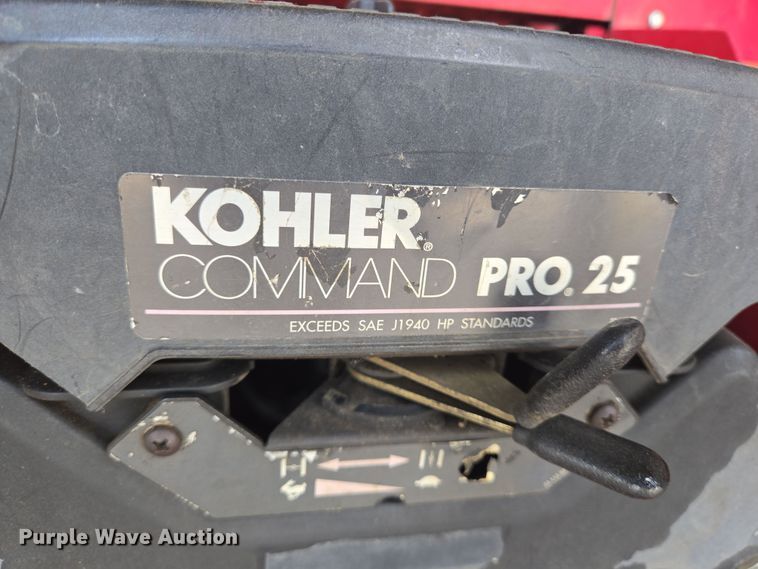 KOHLER®
COMMAND PRO® 25
EXCEEDS SAE J1940 HP STANDARDS
Purple Wave Auction